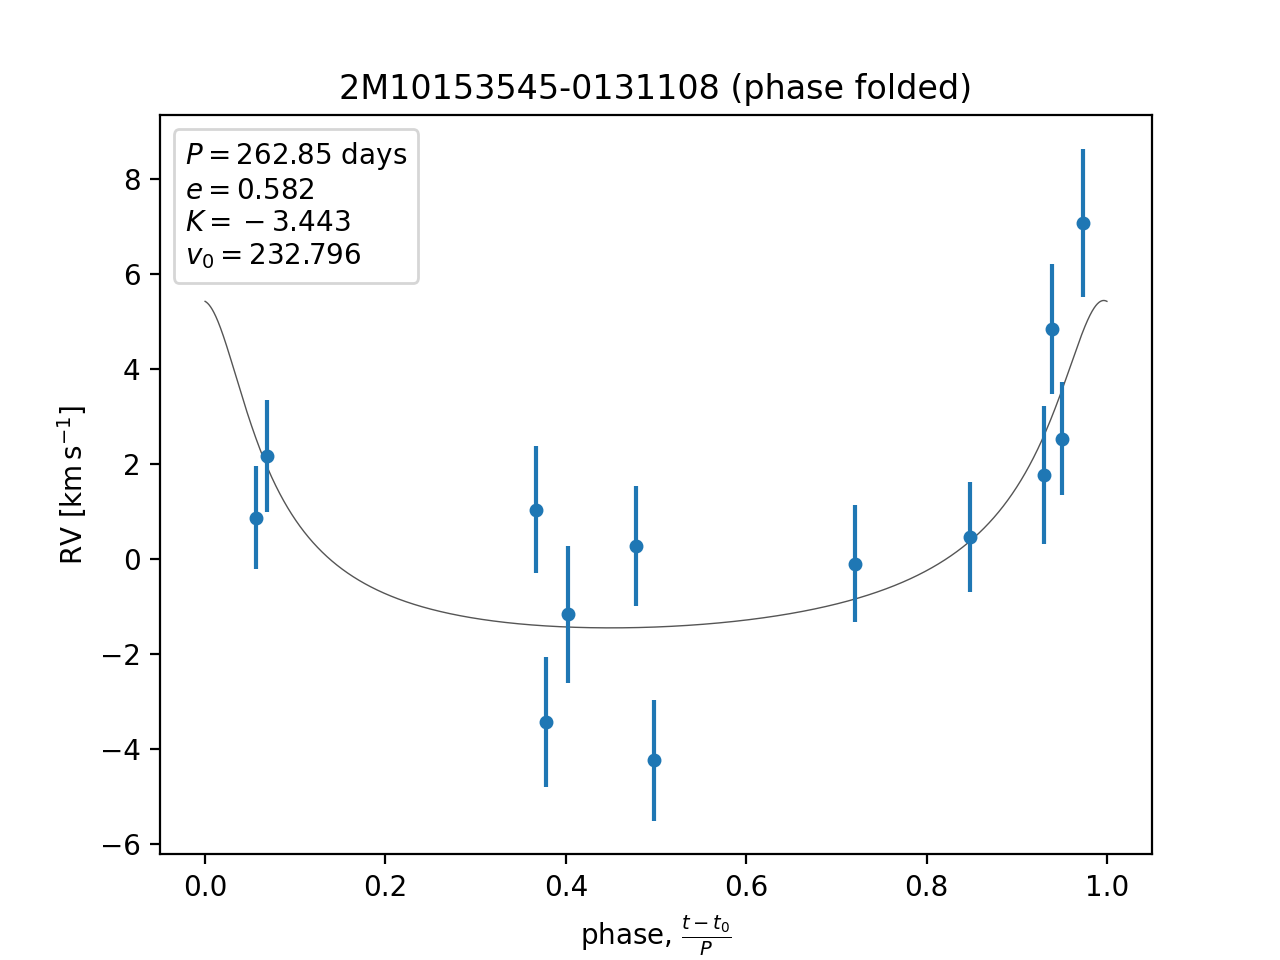 2M10153545-0131108 (phase folded)
P = 262.85 days
e = 0.582
K = −3.443
v₀ = 232.796
8
6
4
2
0
−2
−4
−6
RV [km s⁻¹]
0.0 0.2 0.4 0.6 0.8 1.0
phase, (t − t₀)/P